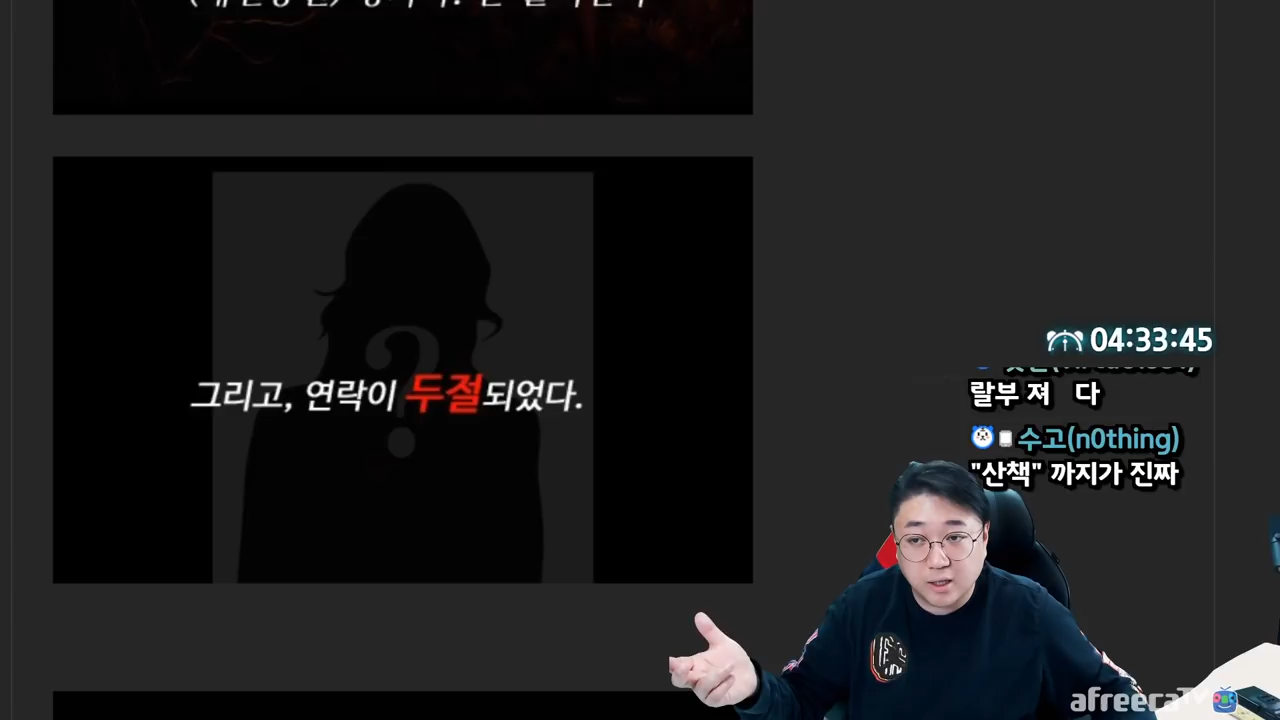 그리고, 연락이 두절되었다.
04:33:45
랄부 져 다
수고(n0thing)
"산책" 까지가 진짜
afreecaTV